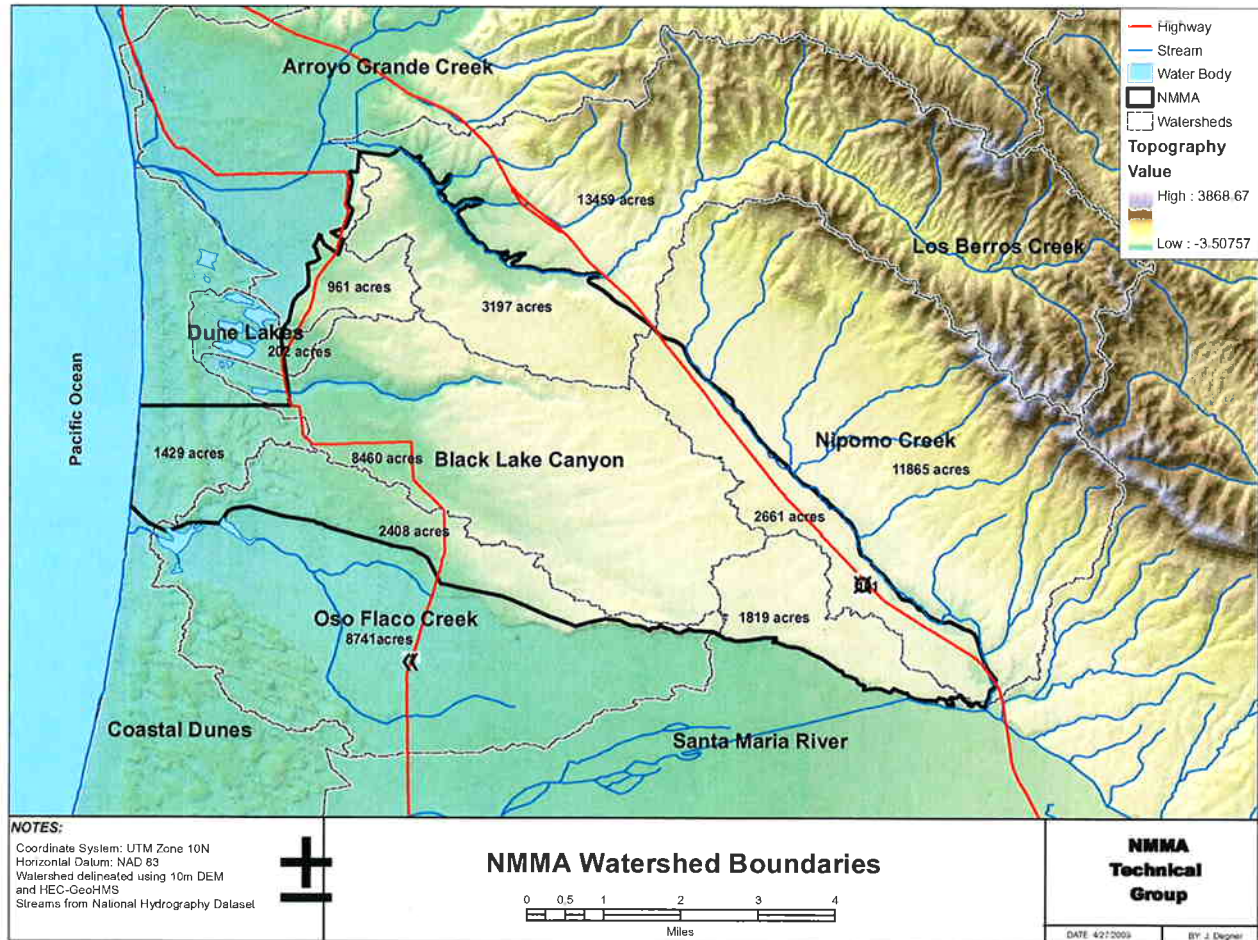 Highway
Stream
Water Body
NMMA
Watersheds
Topography
Value
High : 3868.67
Low : -3.50757
Arroyo Grande Creek
13459 acres
Los Berros Creek
961 acres
3197 acres
Dune Lakes
202 acres
Pacific Ocean
1429 acres
8460 acres
Black Lake Canyon
Nipomo Creek
11865 acres
2661 acres
2408 acres
Oso Flaco Creek
8741acres
1819 acres
Coastal Dunes
Santa Maria River
NOTES:
Coordinate System: UTM Zone 10N
Horizontal Datum: NAD 83
Watershed delineated using 10m DEM
and HEC-GeoHMS
Streams from National Hydrography Dataset
NMMA Watershed Boundaries
0 0.5 1 2 3 4
Miles
NMMA
Technical
Group
DATE
BY: J. Degner